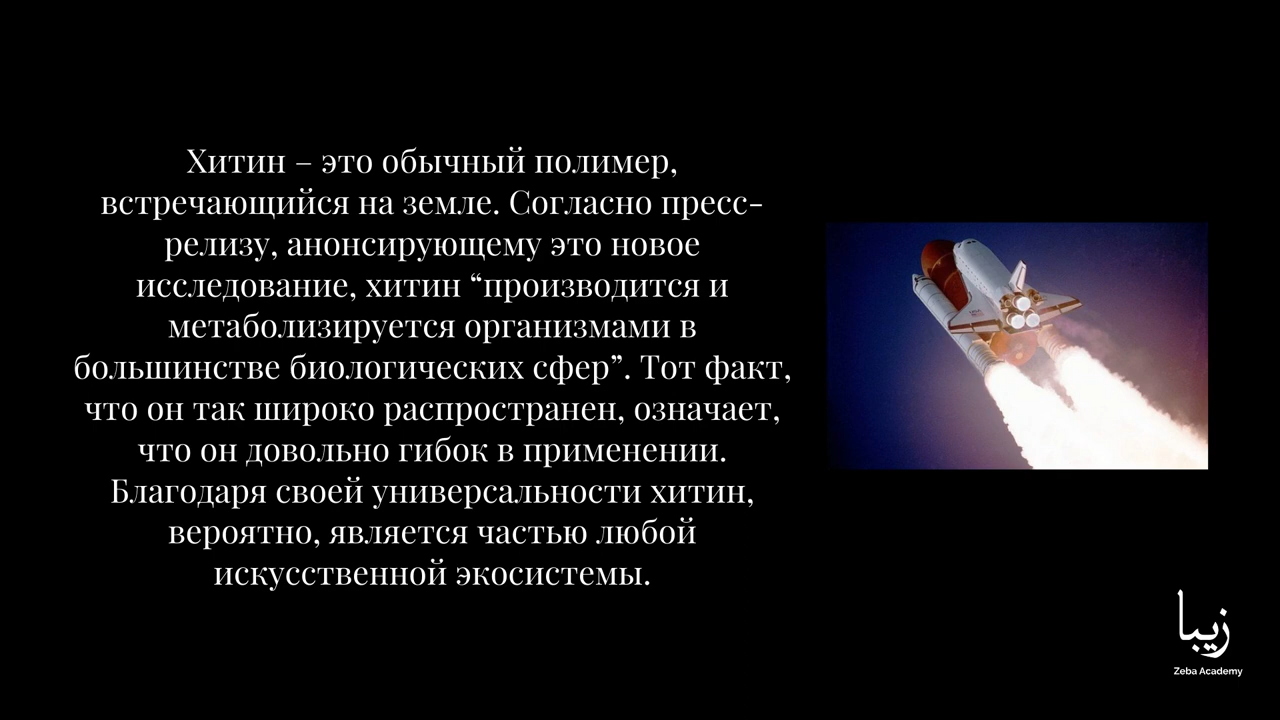 Хитин – это обычный полимер,
встречающийся на земле. Согласно пресс-
релизу, анонсирующему это новое
исследование, хитин “производится и
метаболизируется организмами в
большинстве биологических сфер”. Тот факт,
что он так широко распространен, означает,
что он довольно гибок в применении.
Благодаря своей универсальности хитин,
вероятно, является частью любой
искусственной экосистемы.
زیبا
Zeba Academy